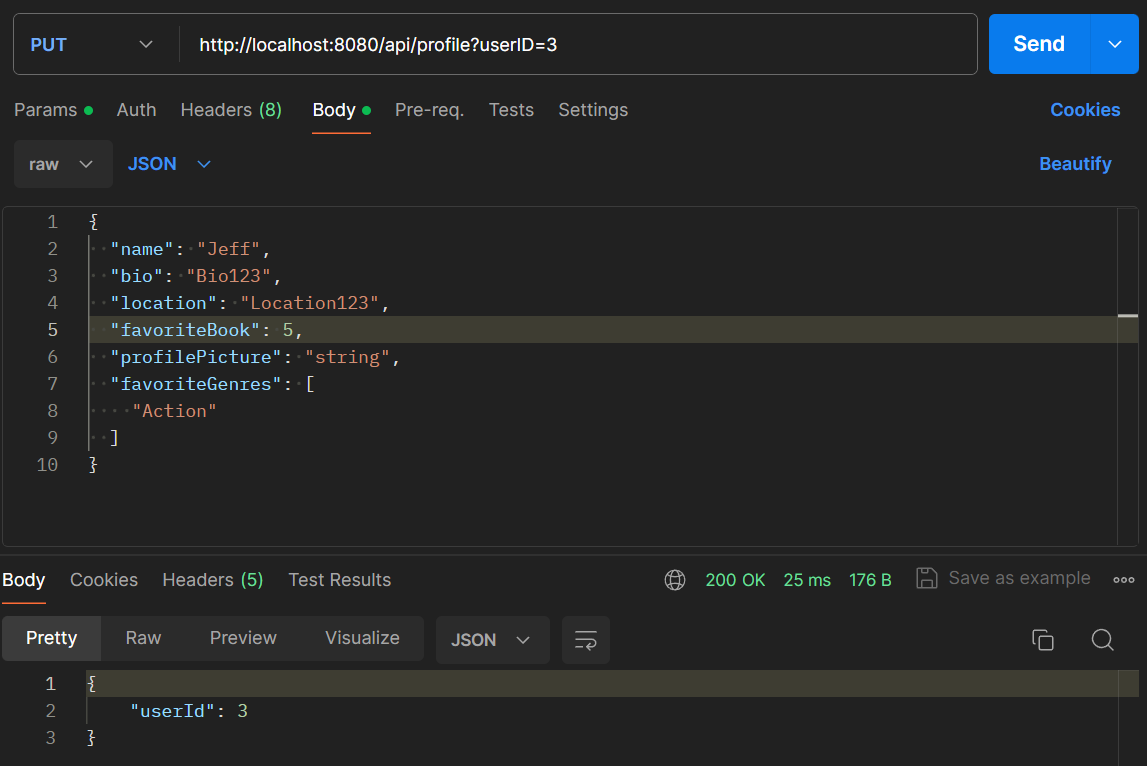 PUT http://localhost:8080/api/profile?userID=3 Send
Params Auth Headers (8) Body Pre-req. Tests Settings Cookies
raw JSON Beautify
1 {
2 "name": "Jeff",
3 "bio": "Bio123",
4 "location": "Location123",
5 "favoriteBook": 5,
6 "profilePicture": "string",
7 "favoriteGenres": [
8 "Action"
9 ]
10 }
Body Cookies Headers (5) Test Results 200 OK 25 ms 176 B Save as example
Pretty Raw Preview Visualize JSON
1 {
2 "userId": 3
3 }